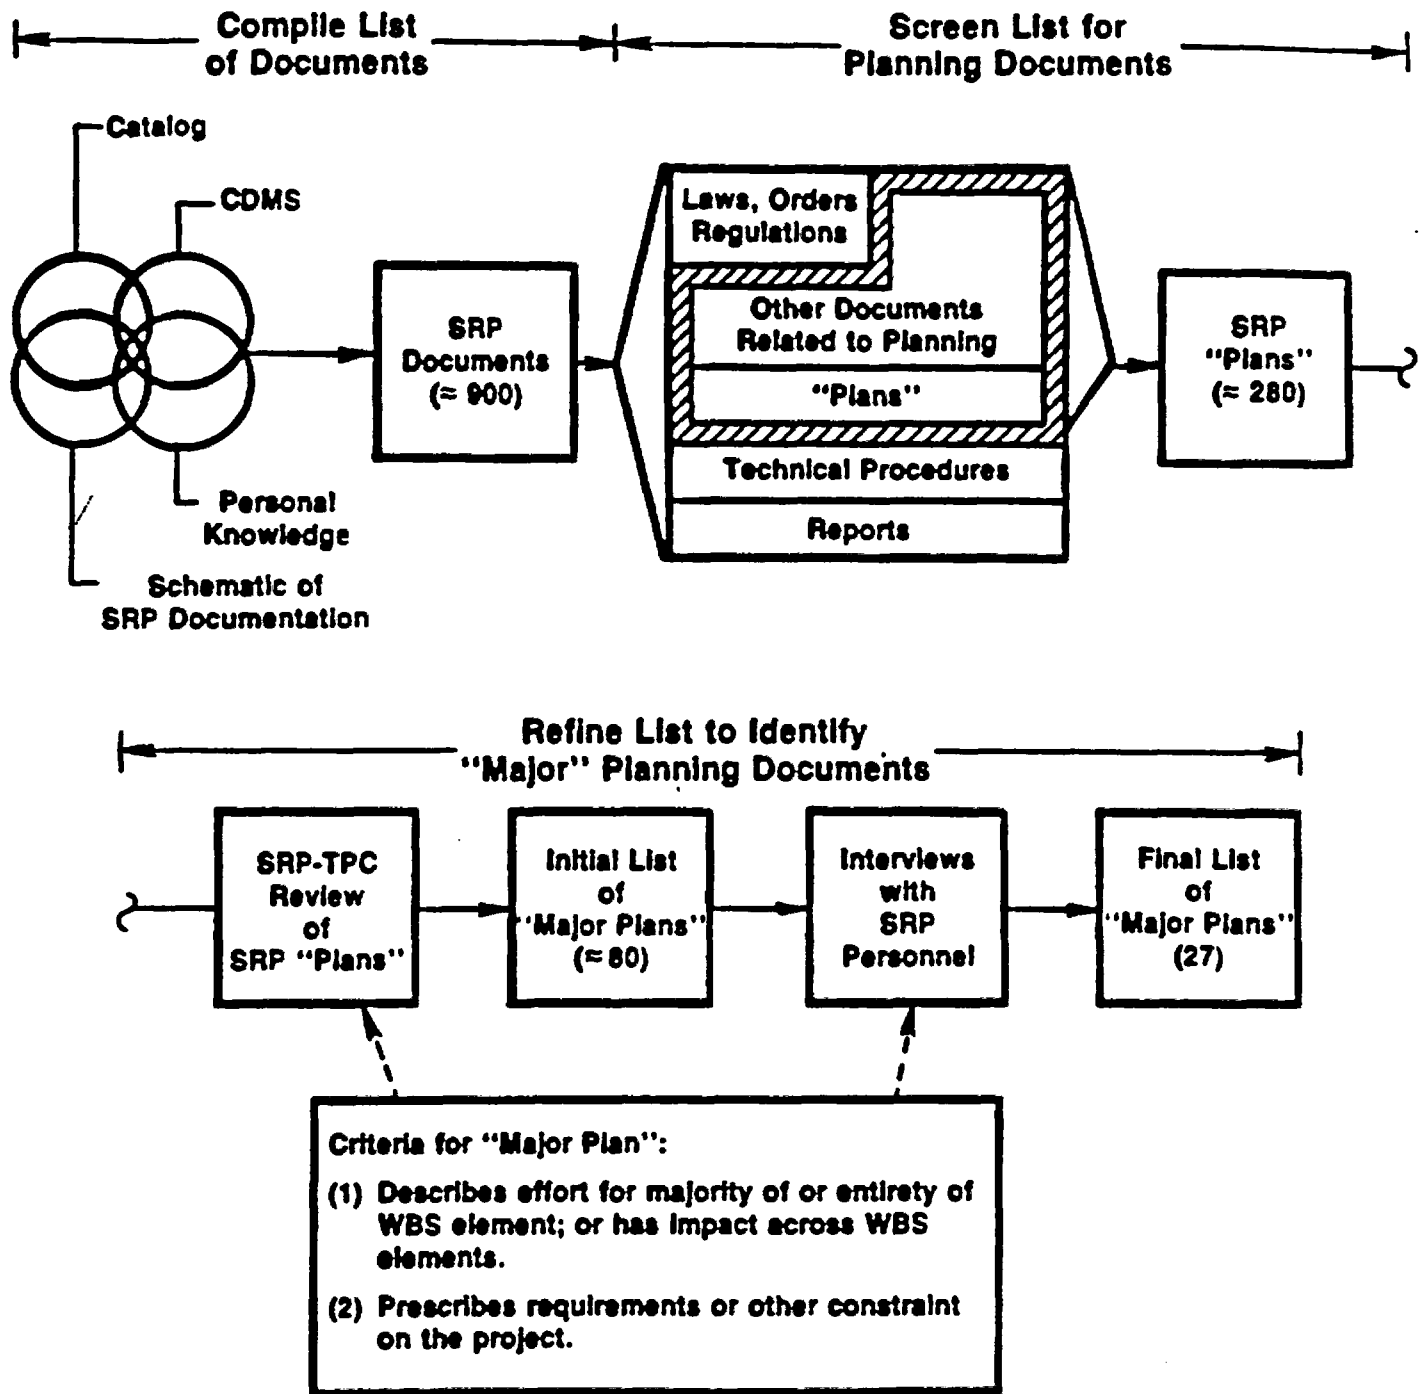 Compile List
of Documents
Screen List for
Planning Documents
Catalog
CDMS
SRP
Documents
(≈ 900)
Personal
Knowledge
Schematic of
SRP Documentation
Laws, Orders
Regulations
Other Documents
Related to Planning
“Plans”
Technical Procedures
Reports
SRP
“Plans”
(≈ 280)
Refine List to Identify
“Major” Planning Documents
SRP-TPC
Review
of
SRP “Plans”
Initial List
of
“Major Plans”
(≈ 80)
Interviews
with
SRP
Personnel
Final List
of
“Major Plans”
(27)
Criteria for “Major Plan”:
(1) Describes effort for majority of or entirety of
WBS element; or has impact across WBS
elements.
(2) Prescribes requirements or other constraint
on the project.